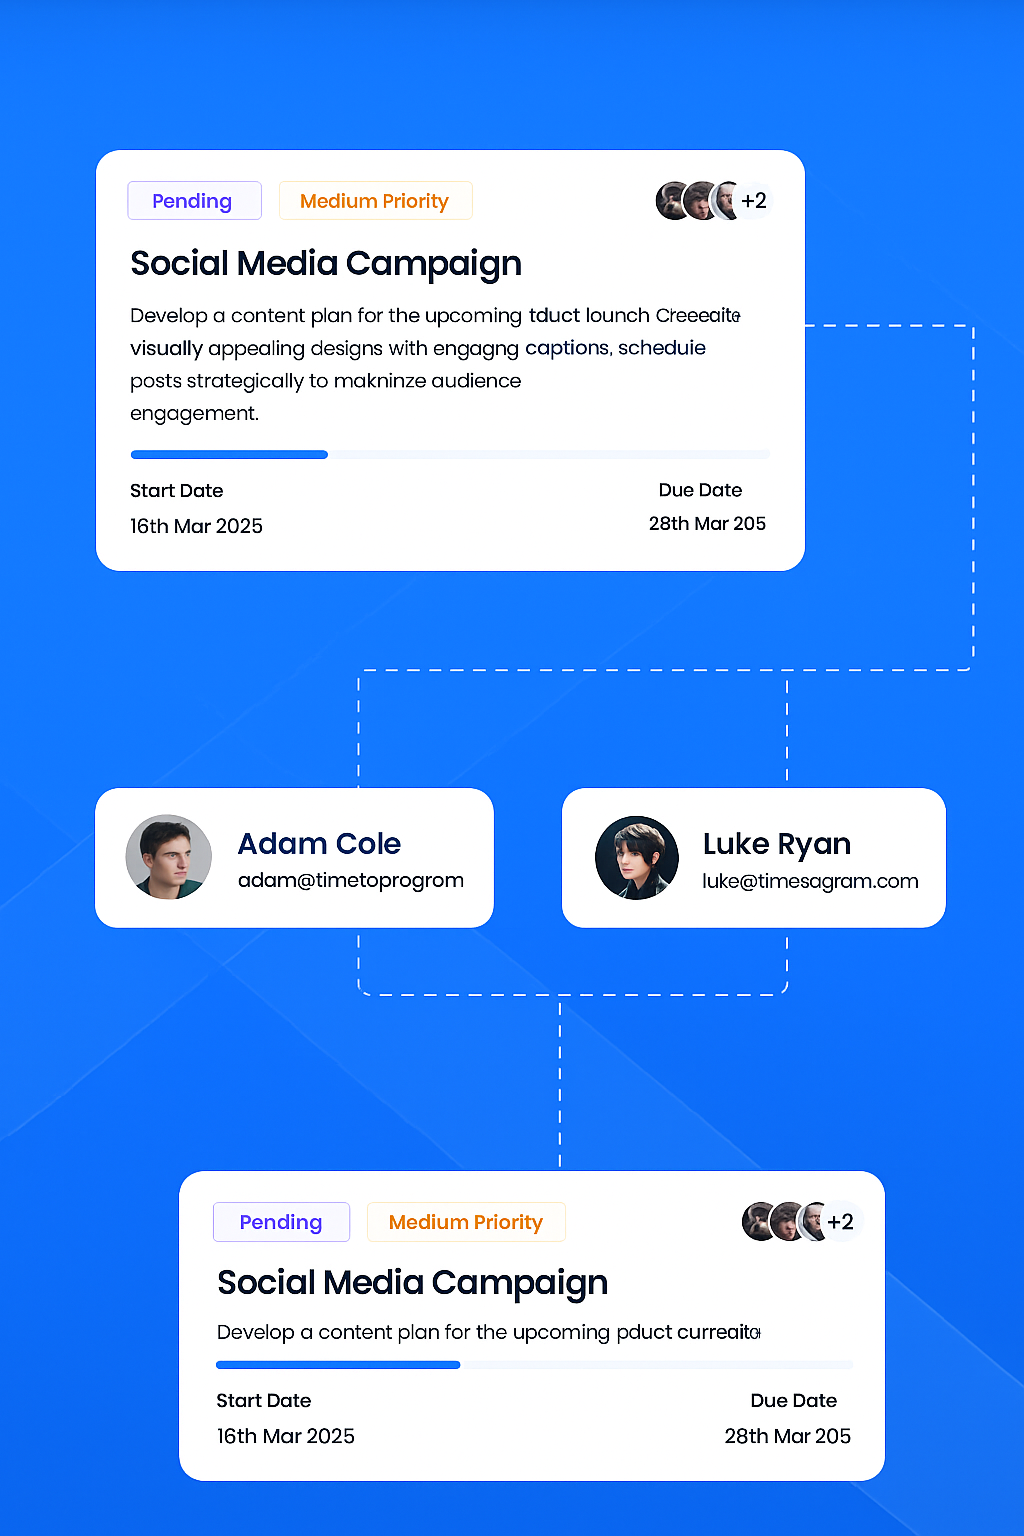 Pending Medium Priority +2
Social Media Campaign
Develop a content plan for the upcoming tduct lounch
visually appealing designs with engagng captions, scheduie
posts strategically to makninze audience
engagement.
Start Date Due Date
16th Mar 2025 28th Mar 205
Adam Cole
adam@timetoprogrom
Luke Ryan
luke@timesagram.com
Pending Medium Priority +2
Social Media Campaign
Develop a content plan for the upcoming pduct
Start Date Due Date
16th Mar 2025 28th Mar 205